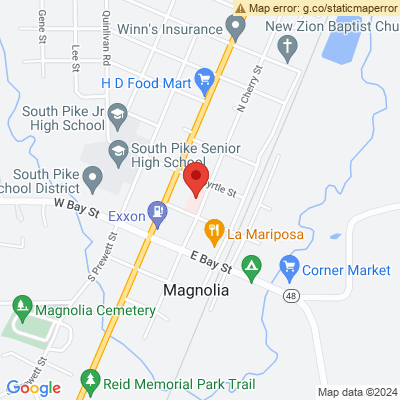 Map error: g.co/staticmaperror
Winn's Insurance
New Zion Baptist Chu
Gene St
Quinlivan Rd
Lee St
H D Food Mart
N Cherry St
South Pike Jr
High School
South Pike Senior
High School
South Pike
School District
yrtle St
W Bay St
Exxon
La Mariposa
E Bay St
S Prewett St
Corner Market
Magnolia
48
Magnolia Cemetery
Prewett St
Reid Memorial Park Trail
Google
Map data ©2024